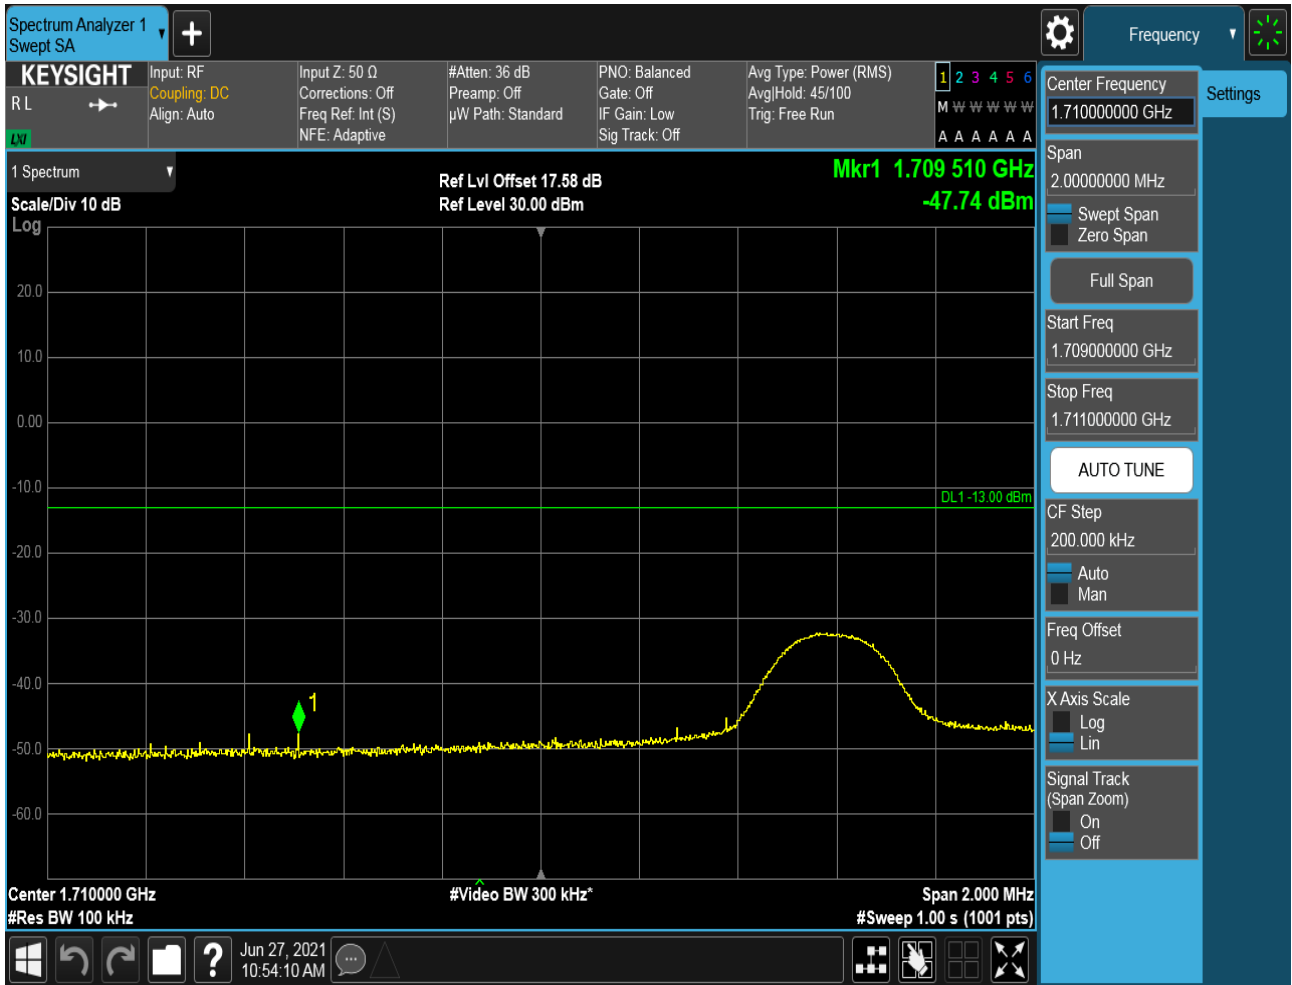 Spectrum Analyzer 1
Swept SA
Frequency
KEYSIGHT
R L
LXI
Input: RF
Coupling: DC
Align: Auto
Input Z: 50 Ω
Corrections: Off
Freq Ref: Int (S)
NFE: Adaptive
#Atten: 36 dB
Preamp: Off
µW Path: Standard
PNO: Balanced
Gate: Off
IF Gain: Low
Sig Track: Off
Avg Type: Power (RMS)
Avg|Hold: 45/100
Trig: Free Run
1 2 3 4 5 6
M W W W W W
A A A A A A
1 Spectrum
Scale/Div 10 dB
Log
Ref Lvl Offset 17.58 dB
Ref Level 30.00 dBm
Mkr1 1.709 510 GHz
-47.74 dBm
20.0
10.0
0.00
-10.0
DL1 -13.00 dBm
-20.0
-30.0
-40.0
1
-50.0
-60.0
Center 1.710000 GHz
#Res BW 100 kHz
#Video BW 300 kHz*
Span 2.000 MHz
#Sweep 1.00 s (1001 pts)
Jun 27, 2021
10:54:10 AM
Center Frequency
1.710000000 GHz
Settings
Span
2.00000000 MHz
Swept Span
Zero Span
Full Span
Start Freq
1.709000000 GHz
Stop Freq
1.711000000 GHz
AUTO TUNE
CF Step
200.000 kHz
Auto
Man
Freq Offset
0 Hz
X Axis Scale
Log
Lin
Signal Track
(Span Zoom)
On
Off